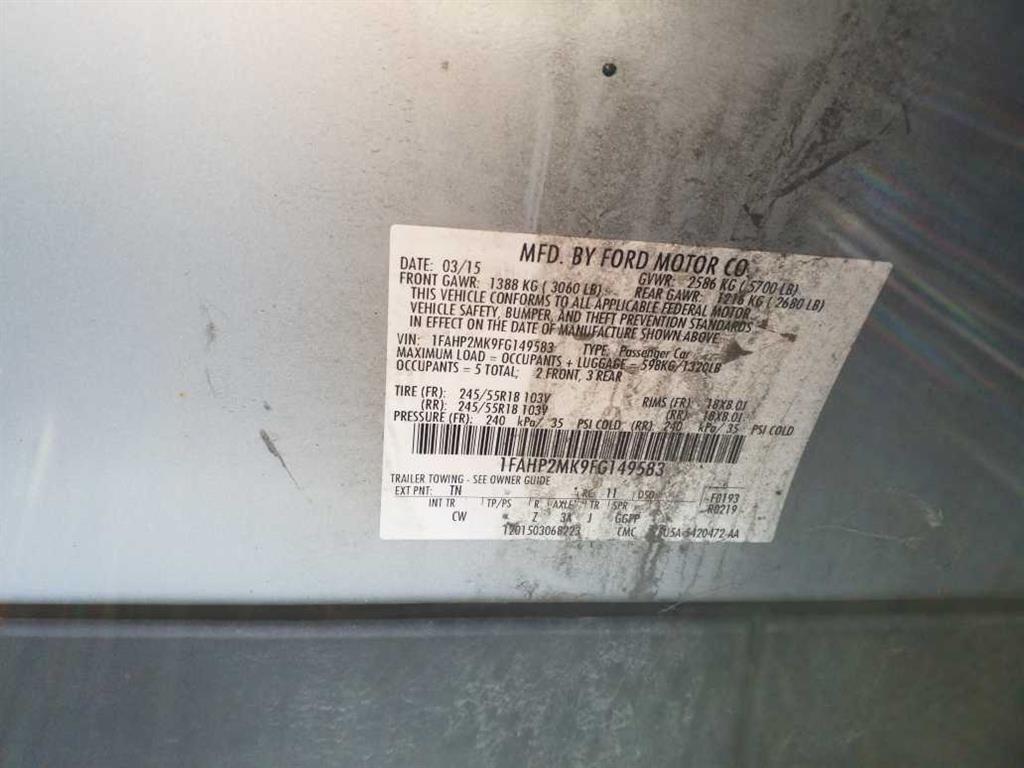 MFD. BY FORD MOTOR CO.
DATE: 03/15 GVWR: 2586 KG ( 5700 LB)
FRONT GAWR: 1388 KG ( 3060 LB) REAR GAWR: 1216 KG ( 2680 LB)
THIS VEHICLE CONFORMS TO ALL APPLICABLE FEDERAL MOTOR
VEHICLE SAFETY, BUMPER, AND THEFT PREVENTION STANDARDS
IN EFFECT ON THE DATE OF MANUFACTURE SHOWN ABOVE.
VIN: 1FAHP2MK9FG149583 TYPE: Passenger Car
MAXIMUM LOAD = OCCUPANTS + LUGGAGE = 598KG/1320LB
OCCUPANTS = 5 TOTAL; 2 FRONT, 3 REAR
TIRE (FR): 245/55R18 103V RIMS (FR): 18X8.0J
(RR): 245/55R18 103V (RR): 18X8.0J
PRESSURE (FR): 240 kPa/ 35 PSI COLD (RR): 240 kPa/ 35 PSI COLD
1FAHP2MK9FG149583
TRAILER TOWING - SEE OWNER GUIDE
EXT PNT: TN RC: 11 DSO: F0193
INT TR TP/PS R AXLE TR SPR R0219
CW * Z 3A J GGPP
1201503068223 CMC